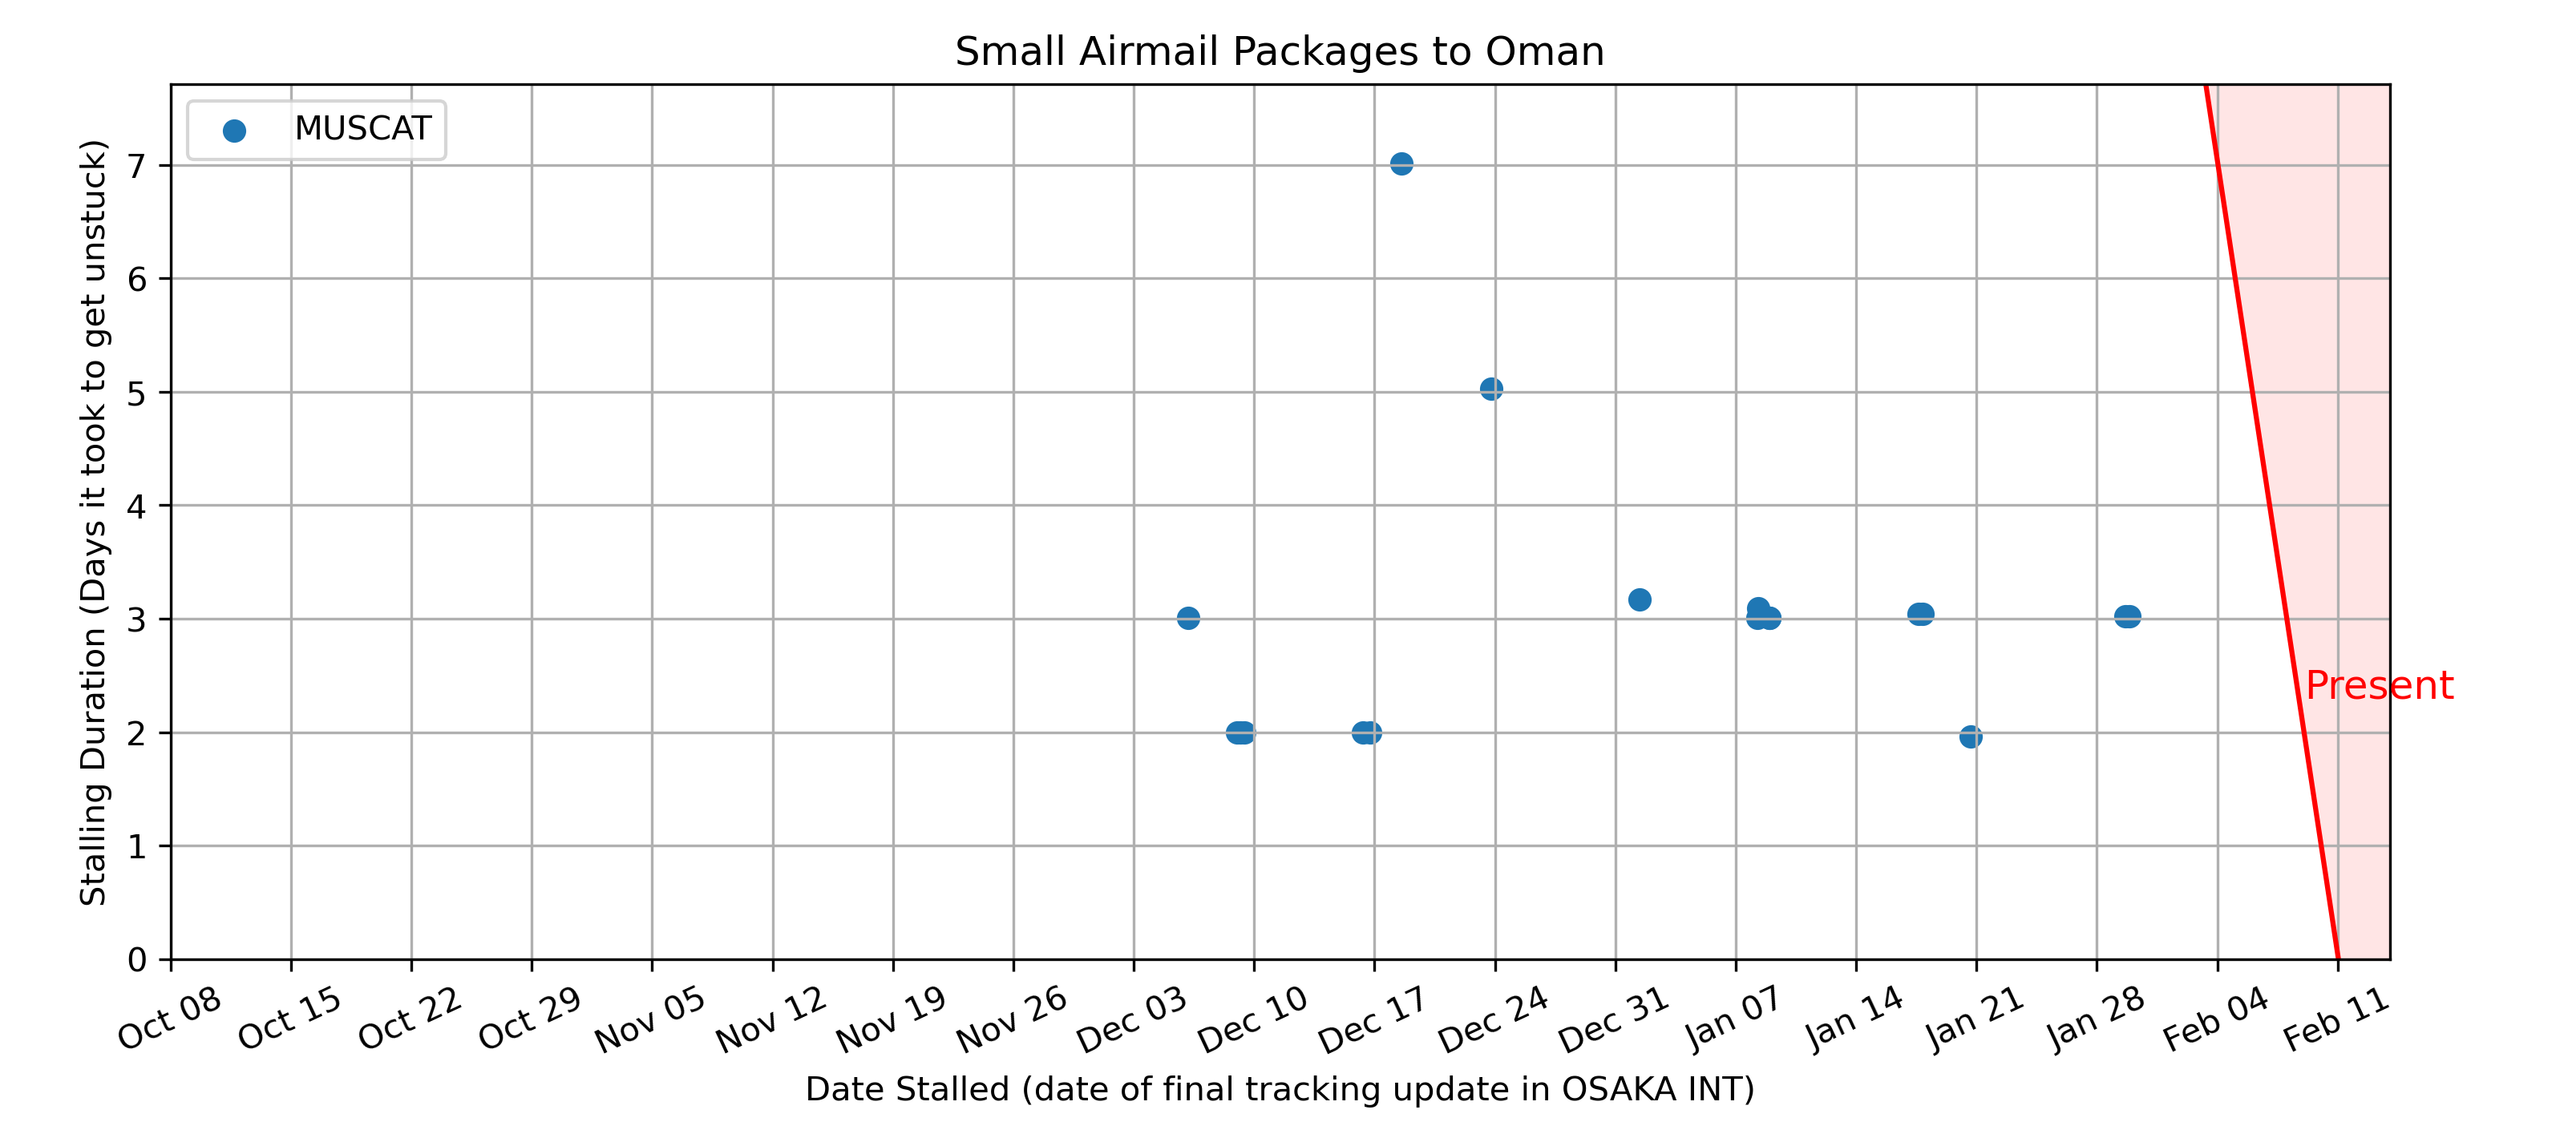 Small Airmail Packages to Oman
MUSCAT
Stalling Duration (Days it took to get unstuck)
7
6
5
4
3
2
1
0
Present
Oct 08
Oct 15
Oct 22
Oct 29
Nov 05
Nov 12
Nov 19
Nov 26
Dec 03
Dec 10
Dec 17
Dec 24
Dec 31
Jan 07
Jan 14
Jan 21
Jan 28
Feb 04
Feb 11
Date Stalled (date of final tracking update in OSAKA INT)